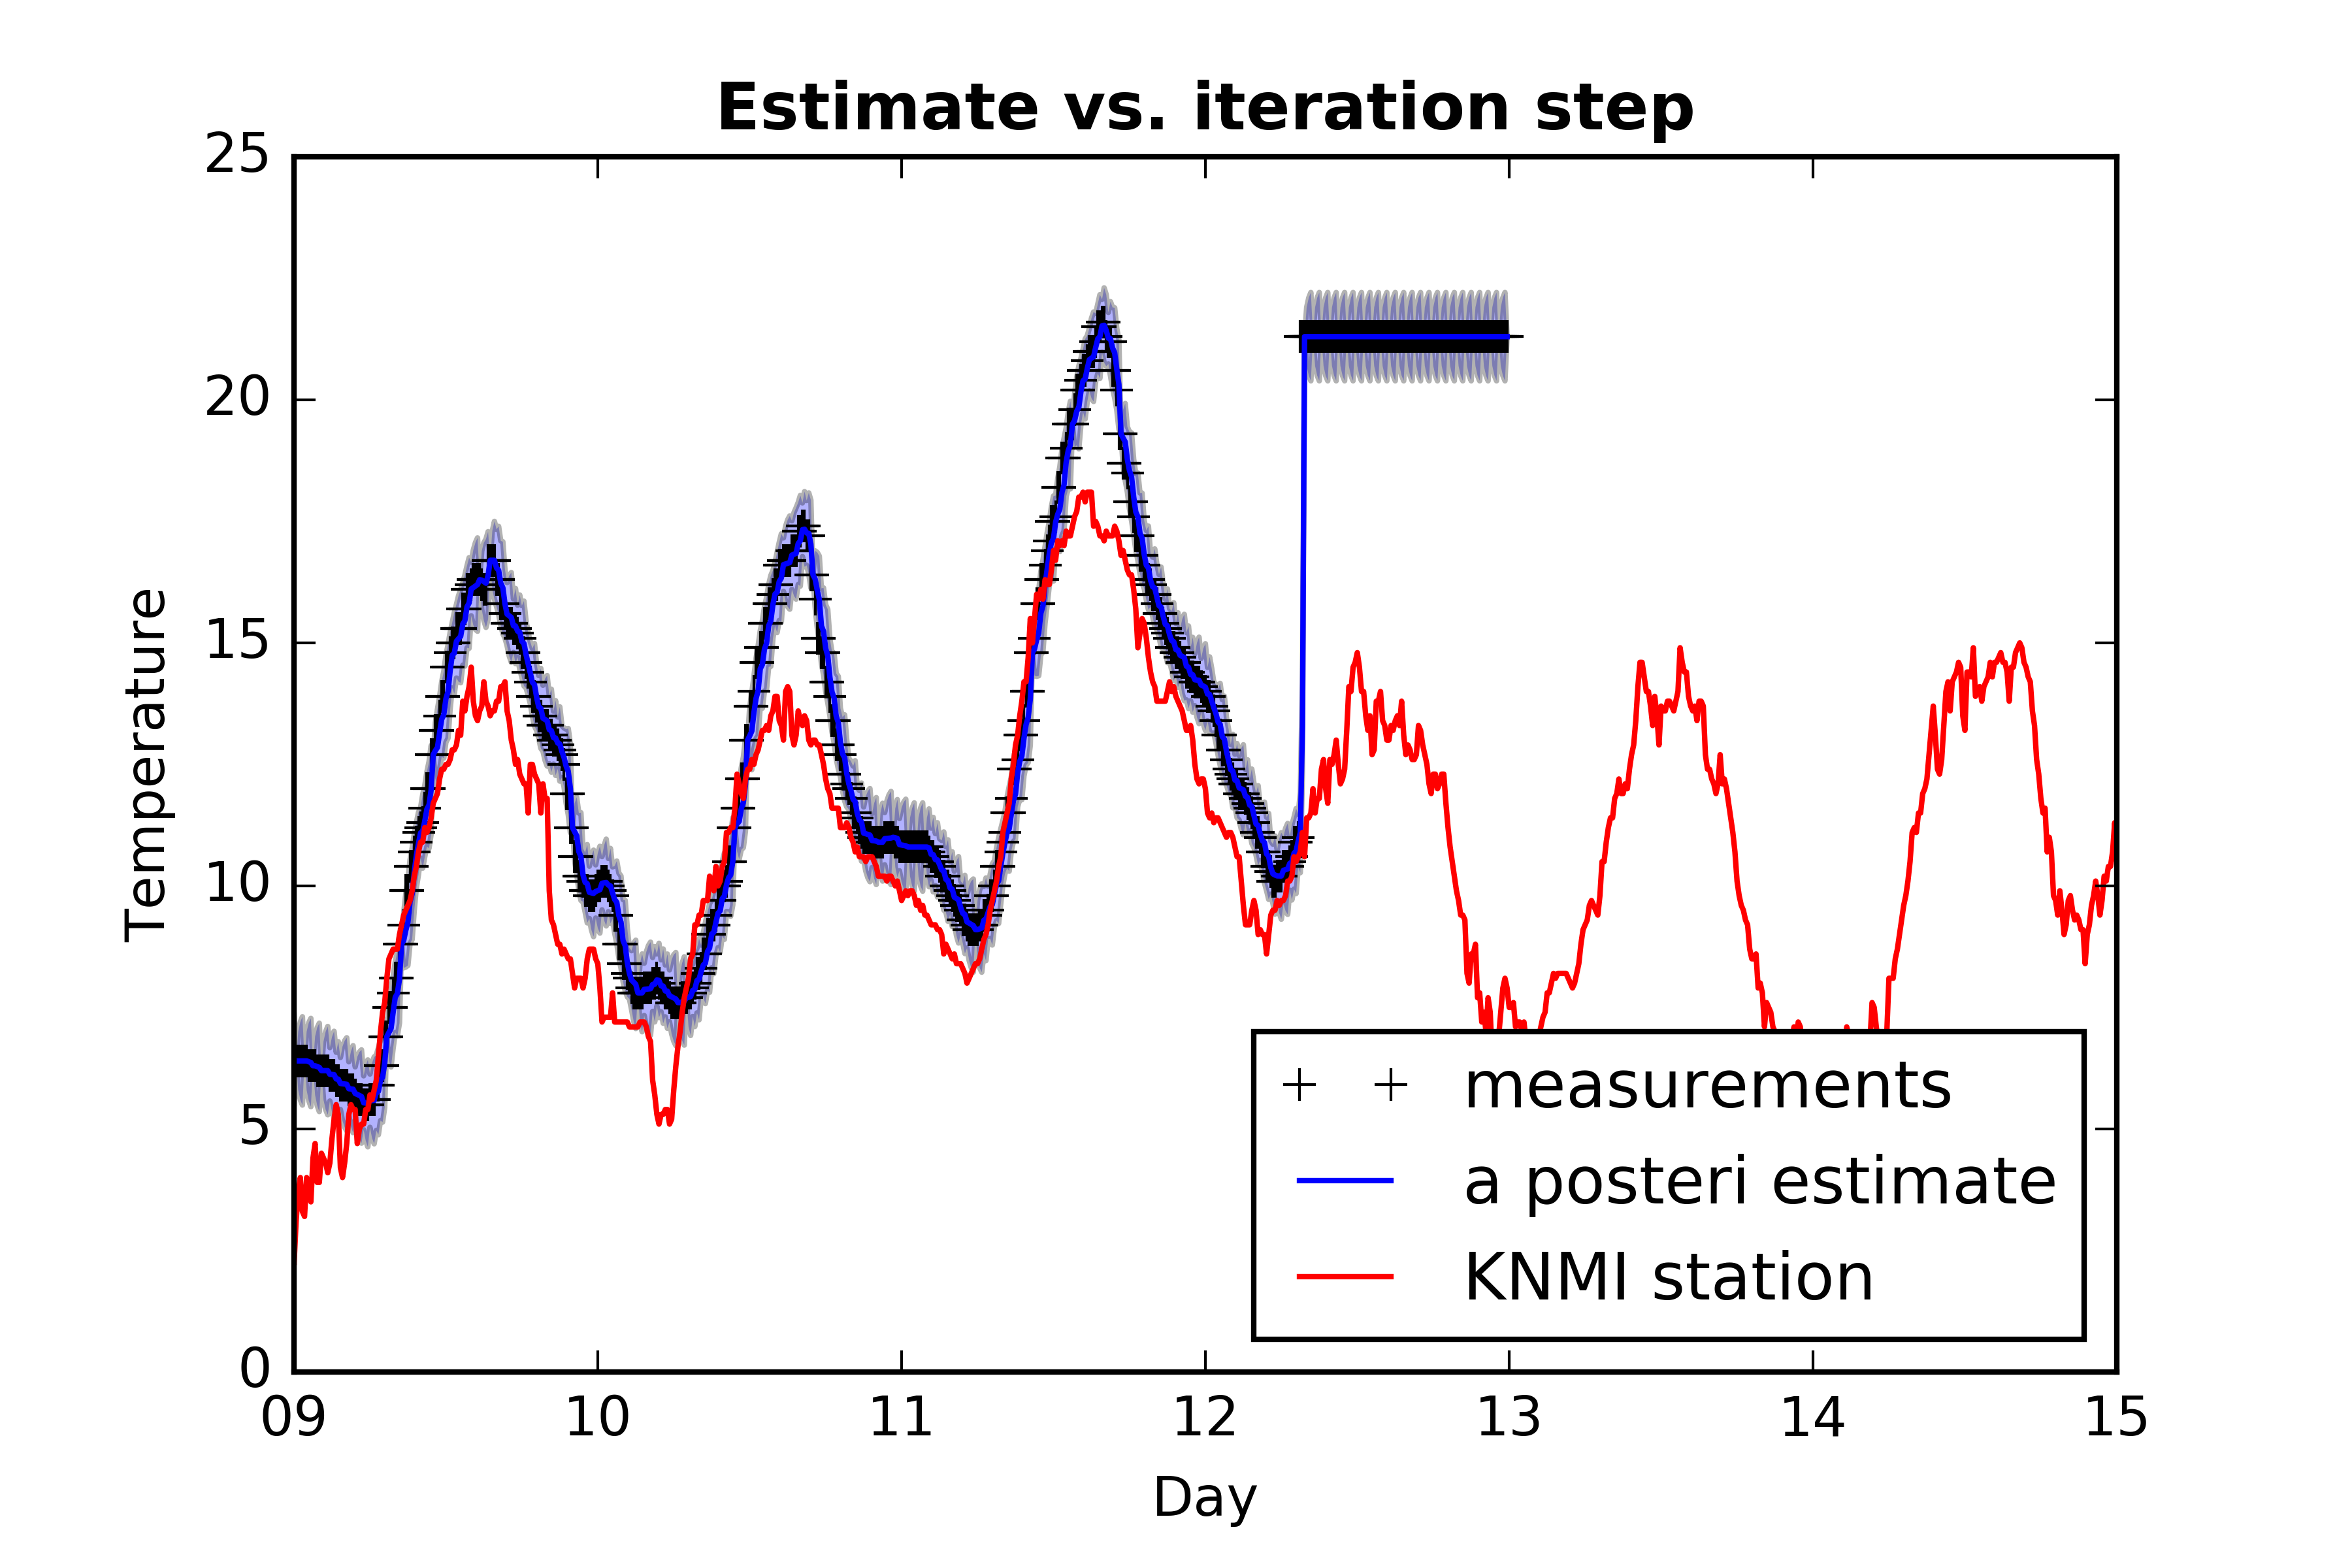 Estimate vs. iteration step
25
20
15
10
5
0
Temperature
09 10 11 12 13 14 15
Day
measurements
a posteri estimate
KNMI station